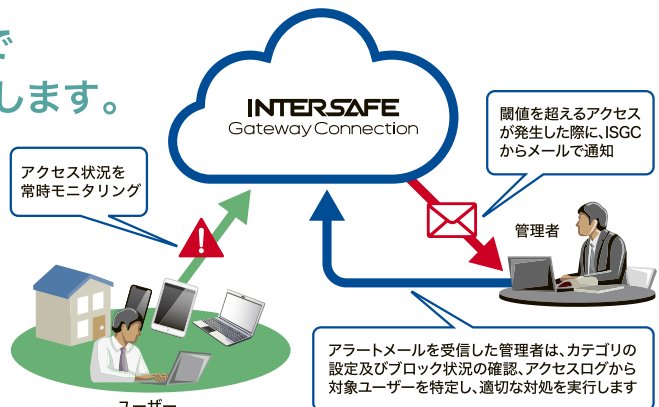 で
します。
INTERSAFE
Gateway Connection
閾値を超えるアクセス
が発生した際に、ISGC
からメールで通知
アクセス状況を
常時モニタリング
管理者
アラートメールを受信した管理者は、カテゴリの
設定及びブロック状況の確認、アクセスログから
対象ユーザーを特定し、適切な対処を実行します
ユーザー